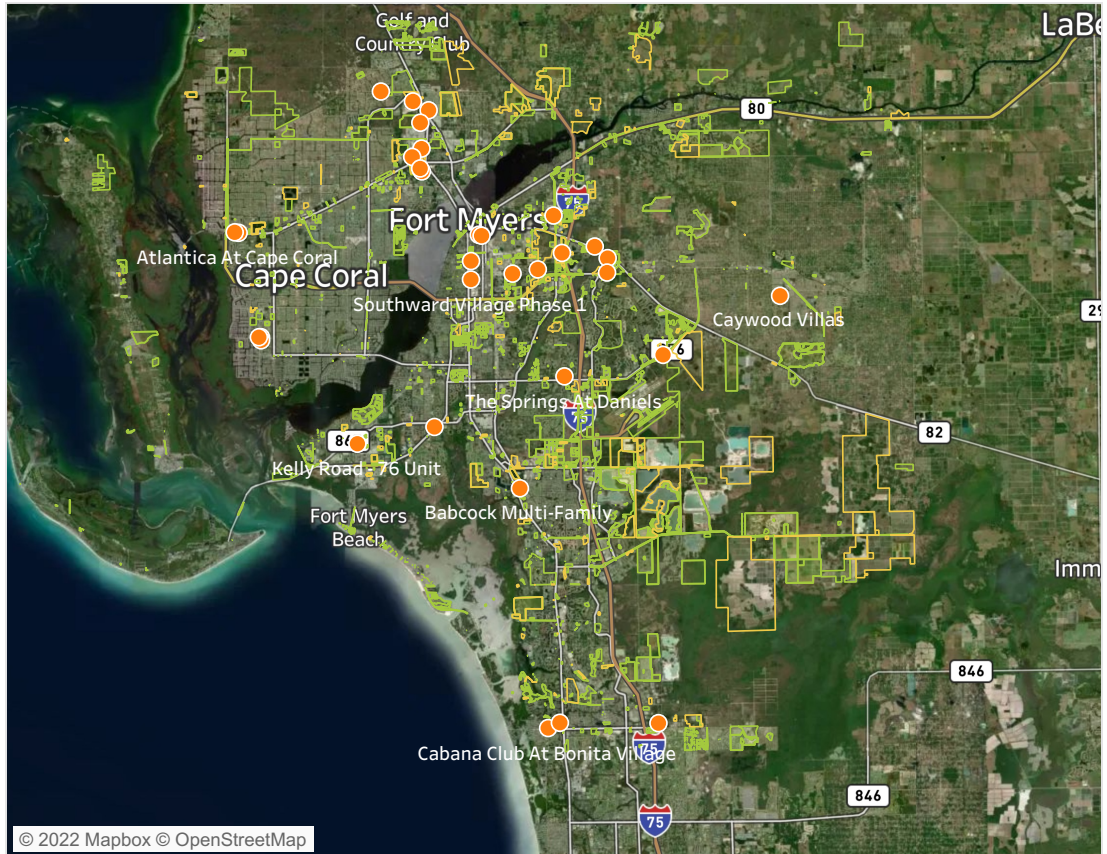 Golf and
Country Club
LaBe
80
75
Fort Myers
Atlantica At Cape Coral
Cape Coral
Southward Village Phase 1
29
Caywood Villas
The Springs At Daniels
75
82
86
Kelly Road - 76 Unit
Babcock Multi-Family
Fort Myers
Beach
Imm
846
Cabana Club At Bonita Village
75
846
75
© 2022 Mapbox © OpenStreetMap